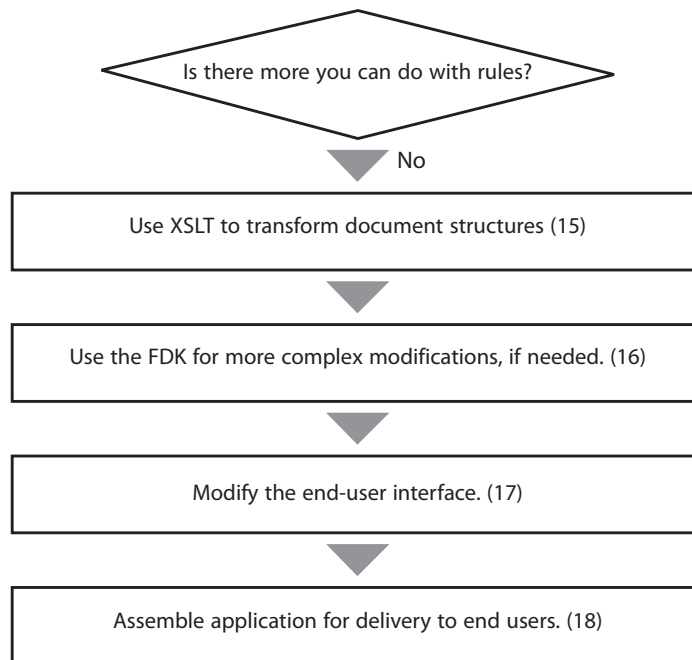 Is there more you can do with rules?
No
Use XSLT to transform document structures (15)
Use the FDK for more complex modifications, if needed. (16)
Modify the end-user interface. (17)
Assemble application for delivery to end users. (18)